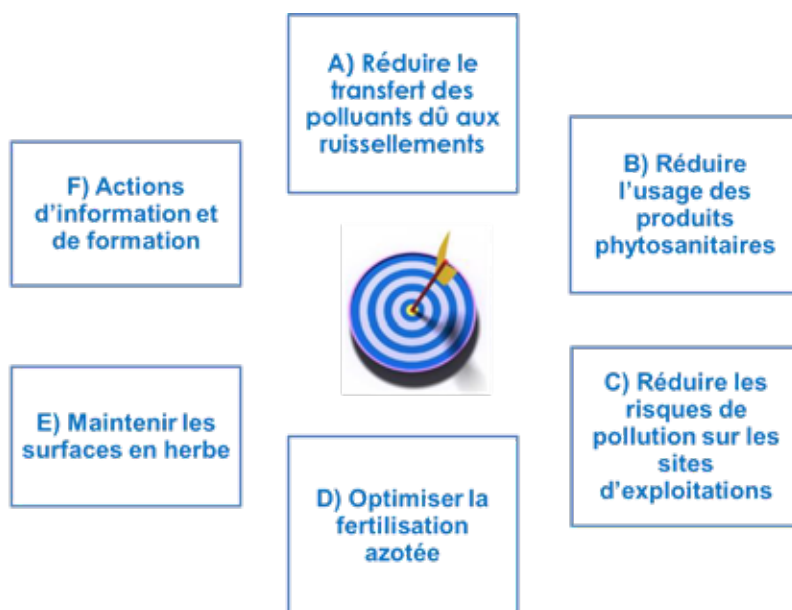 A) Réduire le
transfert des
polluants dû aux
ruissellements
B) Réduire
l'usage des
produits
phytosanitaires
C) Réduire les
risques de
pollution sur les
sites
d'exploitations
D) Optimiser la
fertilisation
azotée
E) Maintenir les
surfaces en herbe
F) Actions
d'information et
de formation